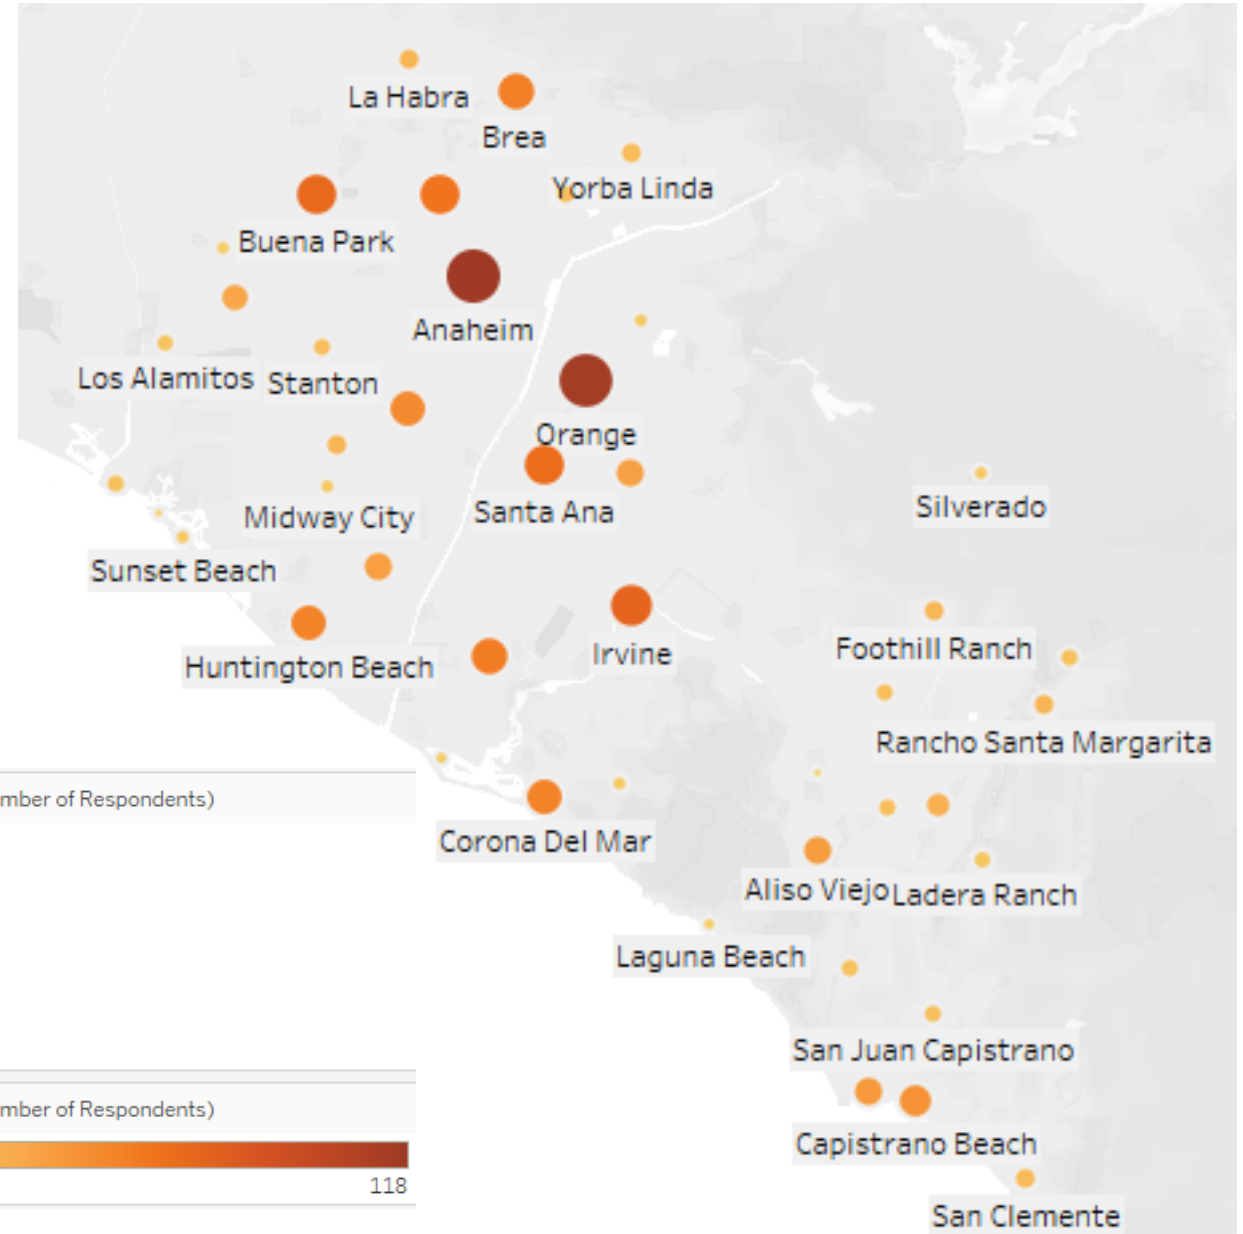 La Habra
Brea
Yorba Linda
Buena Park
Anaheim
Los Alamitos
Stanton
Orange
Santa Ana
Midway City
Silverado
Sunset Beach
Huntington Beach
Irvine
Foothill Ranch
Rancho Santa Margarita
mber of Respondents)
Corona Del Mar
Aliso Viejo
Ladera Ranch
Laguna Beach
San Juan Capistrano
mber of Respondents)
Capistrano Beach
118
San Clemente